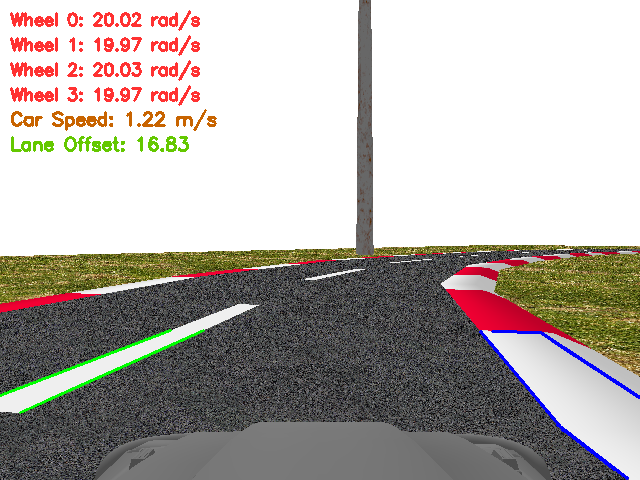 Wheel 0: 20.02 rad/s
Wheel 1: 19.97 rad/s
Wheel 2: 20.03 rad/s
Wheel 3: 19.97 rad/s
Car Speed: 1.22 m/s
Lane Offset: 16.83